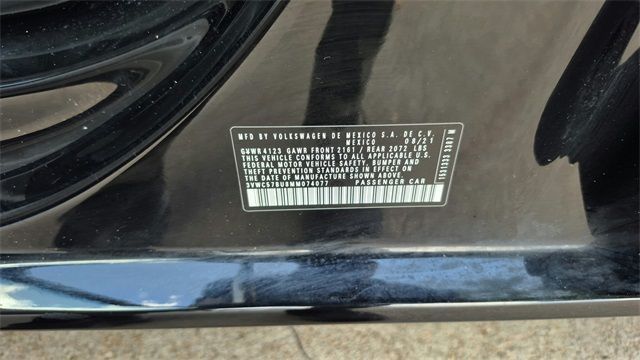 MFD BY VOLKSWAGEN DE MEXICO S.A. DE C.V.
MEXICO 08/21
GVWR 4123 GAWR FRONT 2161 / REAR 2072 LBS
THIS VEHICLE CONFORMS TO ALL APPLICABLE U.S.
FEDERAL MOTOR VEHICLE SAFETY, BUMPER, AND
THEFT PREVENTION STANDARDS IN EFFECT ON THE
DATE OF MANUFACTURE SHOWN ABOVE
3VWC57BU8MM074077 PASSENGER CAR